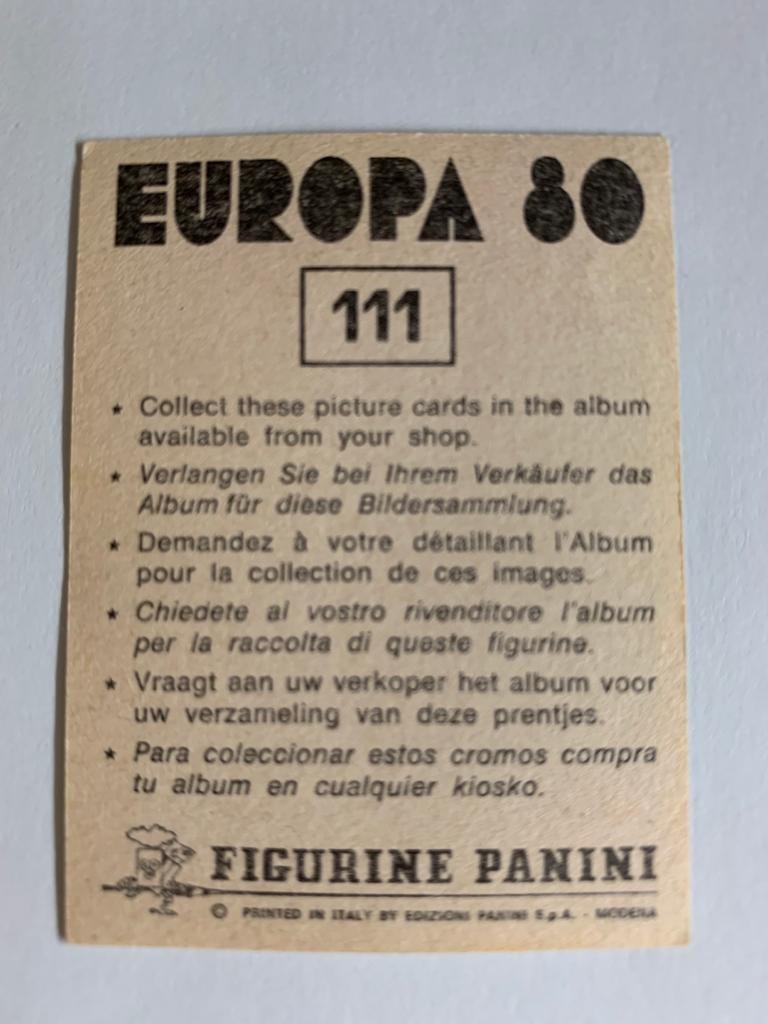 EUROPA 80
111
★ Collect these picture cards in the album
available from your shop.
★ Verlangen Sie bei Ihrem Verkäufer das
Album für diese Bildersammlung.
★ Demandez à votre détaillant l'Album
pour la collection de ces images.
★ Chiedete al vostro rivenditore l'album
per la raccolta di queste figurine.
★ Vraagt aan uw verkoper het album voor
uw verzameling van deze prentjes.
★ Para coleccionar estos cromos compra
tu album en cualquier kiosko.
FIGURINE PANINI
© PRINTED IN ITALY BY EDIZIONI PANINI S.p.A. - MODENA